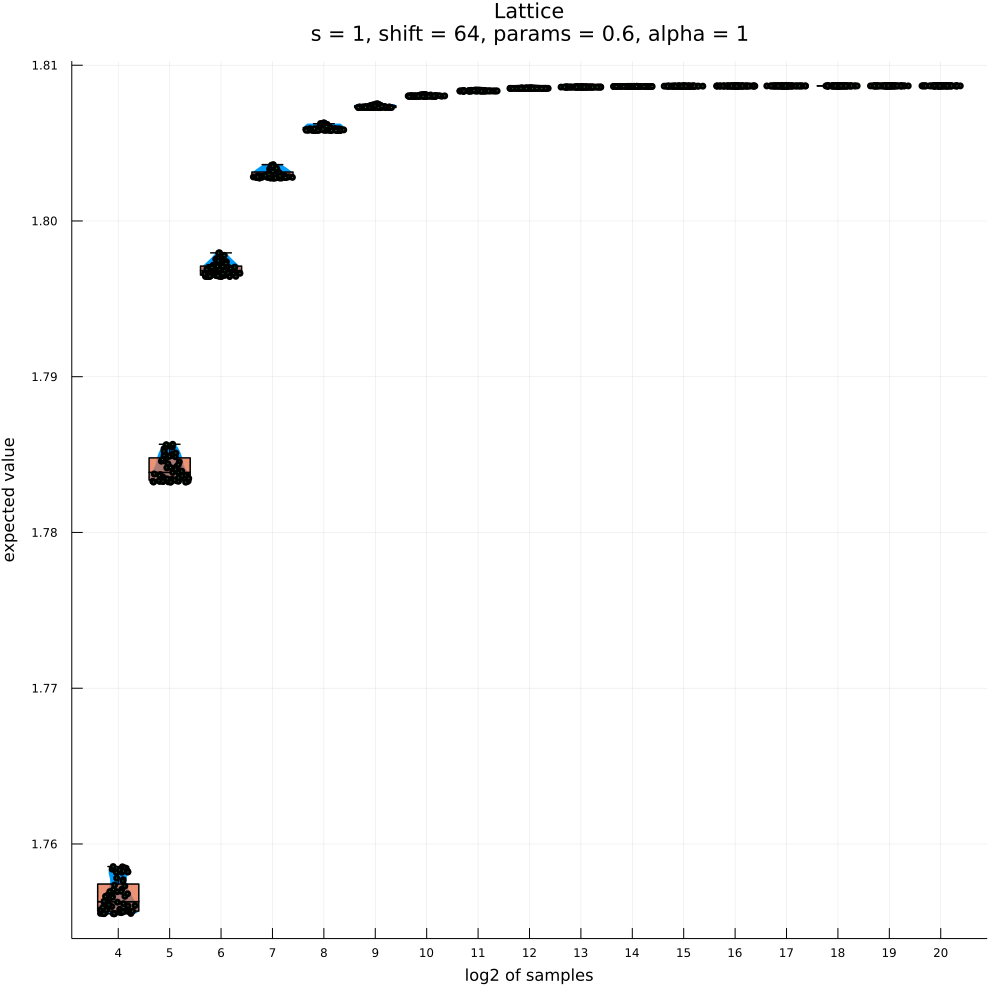 Lattice
s = 1, shift = 64, params = 0.6, alpha = 1
1.81
1.80
1.79
1.78
1.77
1.76
expected value
4 5 6 7 8 9 10 11 12 13 14 15 16 17 18 19 20
log2 of samples